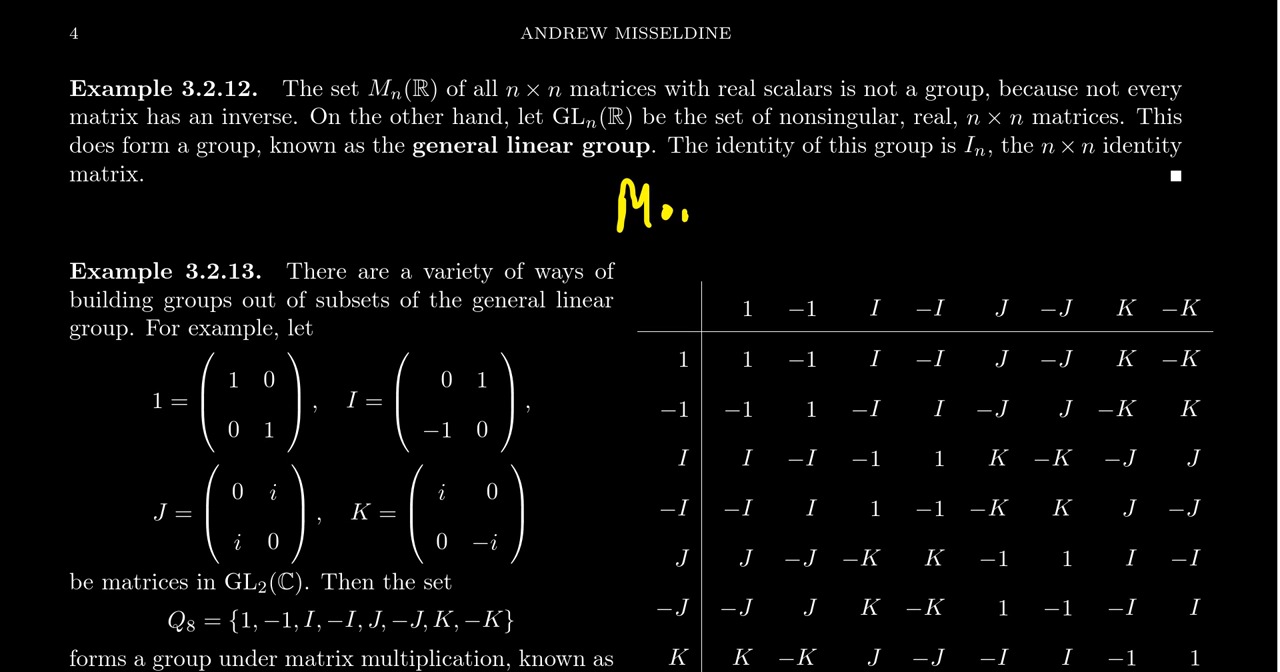 4
ANDREW MISSELDINE
Example 3.2.12. The set Mₙ(ℝ) of all n × n matrices with real scalars is not a group, because not every
matrix has an inverse. On the other hand, let GLₙ(ℝ) be the set of nonsingular, real, n × n matrices. This
does form a group, known as the general linear group. The identity of this group is Iₙ, the n × n identity
matrix. ■
Example 3.2.13. There are a variety of ways of
building groups out of subsets of the general linear
group. For example, let
1 = ( 1 0 ; 0 1 ), I = ( 0 1 ; −1 0 ),
J = ( 0 i ; i 0 ), K = ( i 0 ; 0 −i )
be matrices in GL₂(ℂ). Then the set
Q₈ = {1, −1, I, −I, J, −J, K, −K}
forms a group under matrix multiplication, known as
1 −1 I −I J −J K −K
1 1 −1 I −I J −J K −K
−1 −1 1 −I I −J J −K K
I I −I −1 1 K −K −J J
−I −I I 1 −1 −K K J −J
J J −J −K K −1 1 I −I
−J −J J K −K 1 −1 −I I
K K −K J −J −I I −1 1